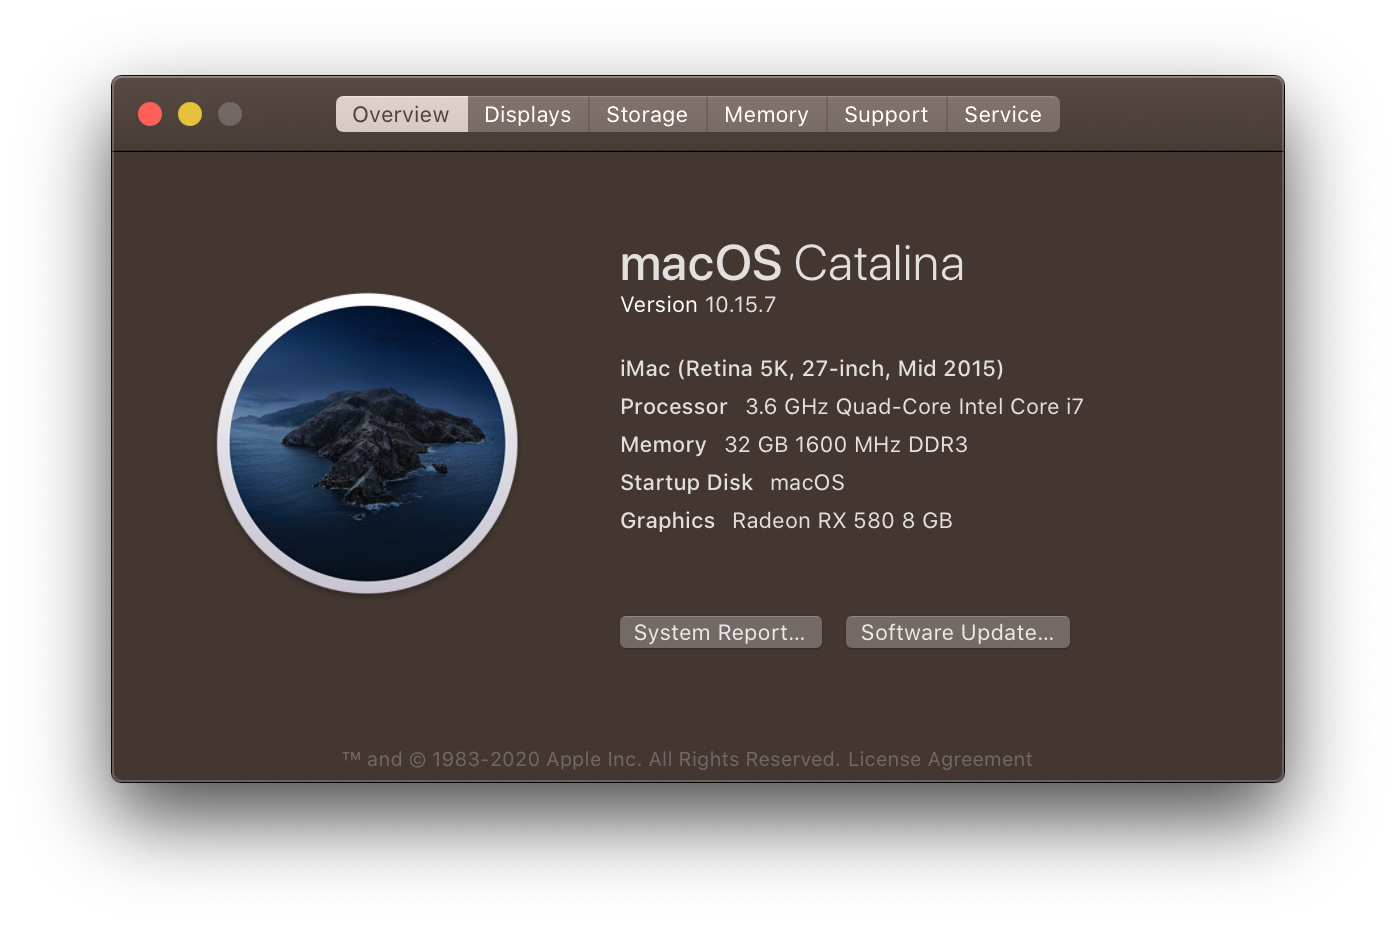 Overview Displays Storage Memory Support Service
macOS Catalina
Version 10.15.7
iMac (Retina 5K, 27-inch, Mid 2015)
Processor 3.6 GHz Quad-Core Intel Core i7
Memory 32 GB 1600 MHz DDR3
Startup Disk macOS
Graphics Radeon RX 580 8 GB
System Report... Software Update...
™ and © 1983-2020 Apple Inc. All Rights Reserved. License Agreement